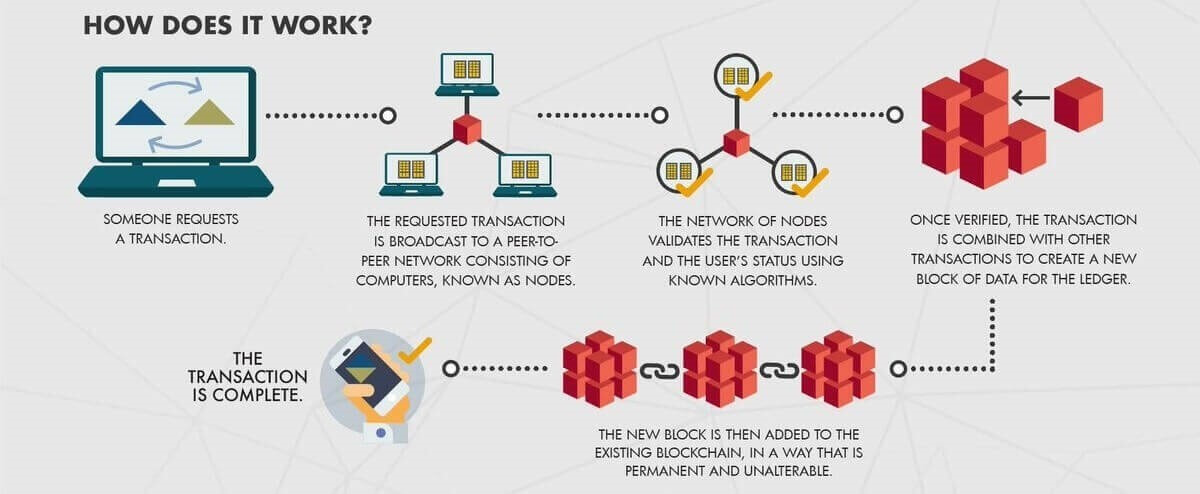 HOW DOES IT WORK?
SOMEONE REQUESTS
A TRANSACTION.
THE REQUESTED TRANSACTION
IS BROADCAST TO A PEER-TO-
PEER NETWORK CONSISTING OF
COMPUTERS, KNOWN AS NODES.
THE NETWORK OF NODES
VALIDATES THE TRANSACTION
AND THE USER'S STATUS USING
KNOWN ALGORITHMS.
ONCE VERIFIED, THE TRANSACTION
IS COMBINED WITH OTHER
TRANSACTIONS TO CREATE A NEW
BLOCK OF DATA FOR THE LEDGER.
THE NEW BLOCK IS THEN ADDED TO THE
EXISTING BLOCKCHAIN, IN A WAY THAT IS
PERMANENT AND UNALTERABLE.
THE
TRANSACTION
IS COMPLETE.